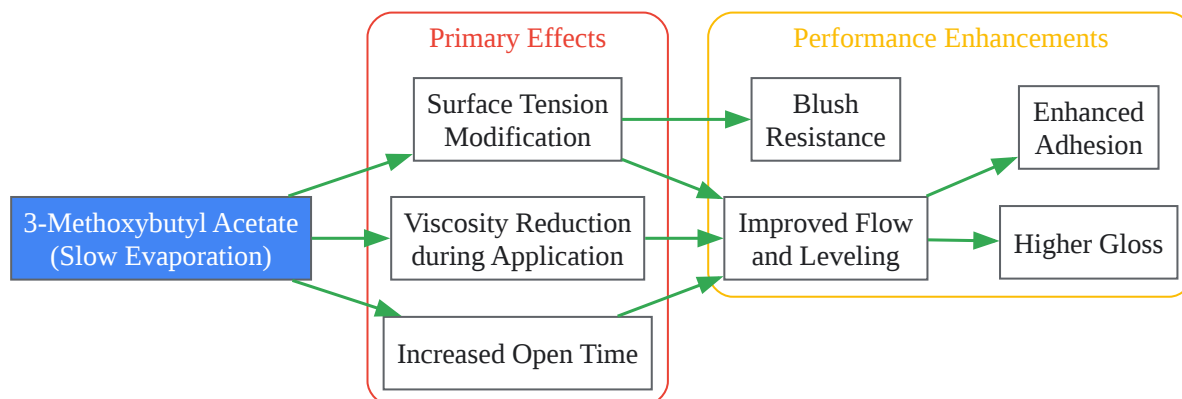 Primary Effects
Performance Enhancements
Surface Tension
Modification
Blush
Resistance
Enhanced
Adhesion
3-Methoxybutyl Acetate
(Slow Evaporation)
Viscosity Reduction
during Application
Improved Flow
and Leveling
Higher Gloss
Increased Open Time